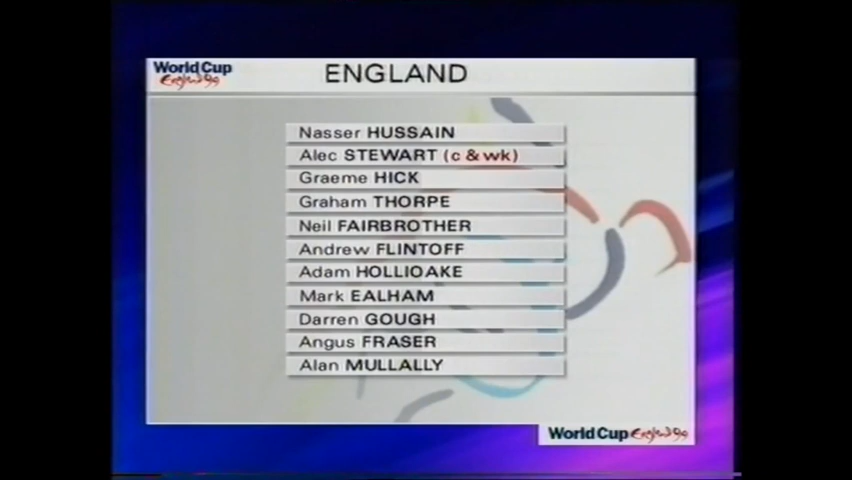 World Cup
England 99
ENGLAND
Nasser HUSSAIN
Alec STEWART (c & wk)
Graeme HICK
Graham THORPE
Neil FAIRBROTHER
Andrew FLINTOFF
Adam HOLLIOAKE
Mark EALHAM
Darren GOUGH
Angus FRASER
Alan MULLALLY
World Cup England 99